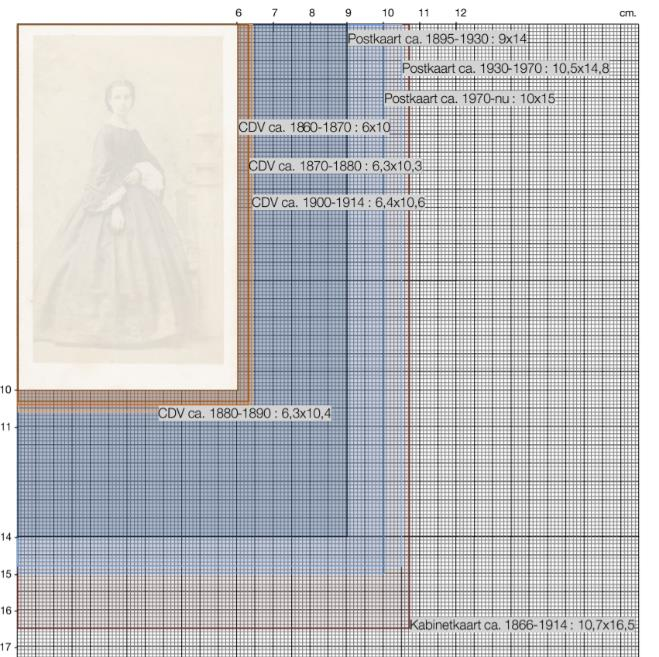 6 7 8 9 10 11 12 cm.
Postkaart ca. 1895-1930 : 9x14
Postkaart ca. 1930-1970 : 10,5x14,8
Postkaart ca. 1970-nu : 10x15
CDV ca. 1860-1870 : 6x10
CDV ca. 1870-1880 : 6,3x10,3
CDV ca. 1900-1914 : 6,4x10,6
10
CDV ca. 1880-1890 : 6,3x10,4
11
14
15
16
Kabinetkaart ca. 1866-1914 : 10,7x16,5
17